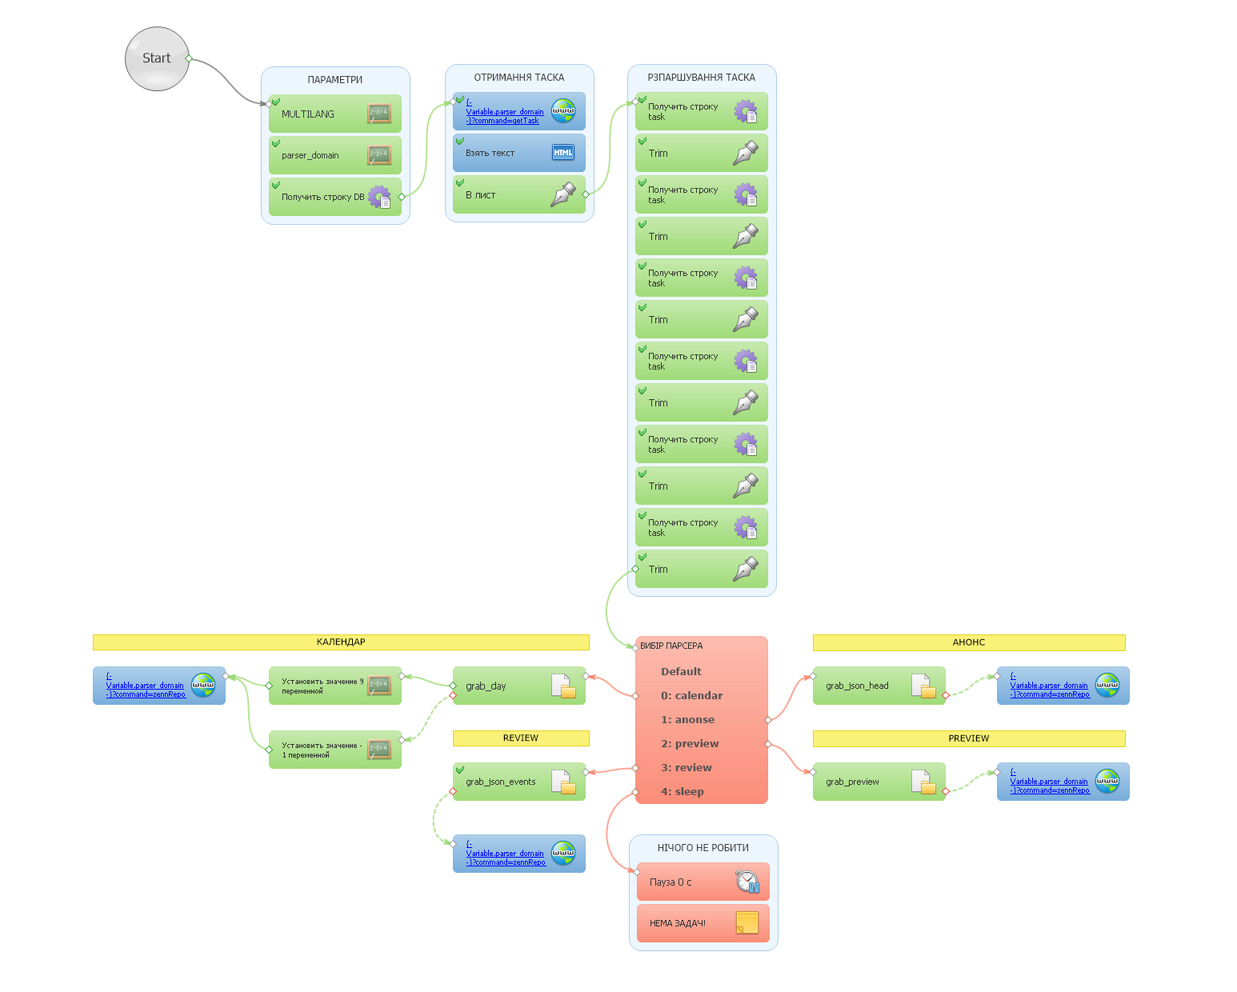 Start
ПАРАМЕТРИ
MULTILANG
parser_domain
Получить строку DB
ОТРИМАННЯ ТАСКА
{-
Variable.parser_domain
-}?command=getTask
Взять текст
HTML
В лист
РЗПАРШУВАННЯ ТАСКА
Получить строку
task
Trim
Получить строку
task
Trim
Получить строку
task
Trim
Получить строку
task
Trim
Получить строку
task
Trim
Получить строку
task
Trim
КАЛЕНДАР
{-
Variable.parser_domain
-}?command=zennRepo
Установить значение 9
переменной
grab_day
Установить значение -
1 переменной
REVIEW
grab_json_events
{-
Variable.parser_domain
-}?command=zennRepo
ВИБІР ПАРСЕРА
Default
0: calendar
1: anonse
2: preview
3: review
4: sleep
АНОНС
grab_json_head
{-
Variable.parser_domain
-}?command=zennRepo
PREVIEW
grab_preview
{-
Variable.parser_domain
-}?command=zennRepo
НІЧОГО НЕ РОБИТИ
Пауза 0 с
НЕМА ЗАДАЧ!